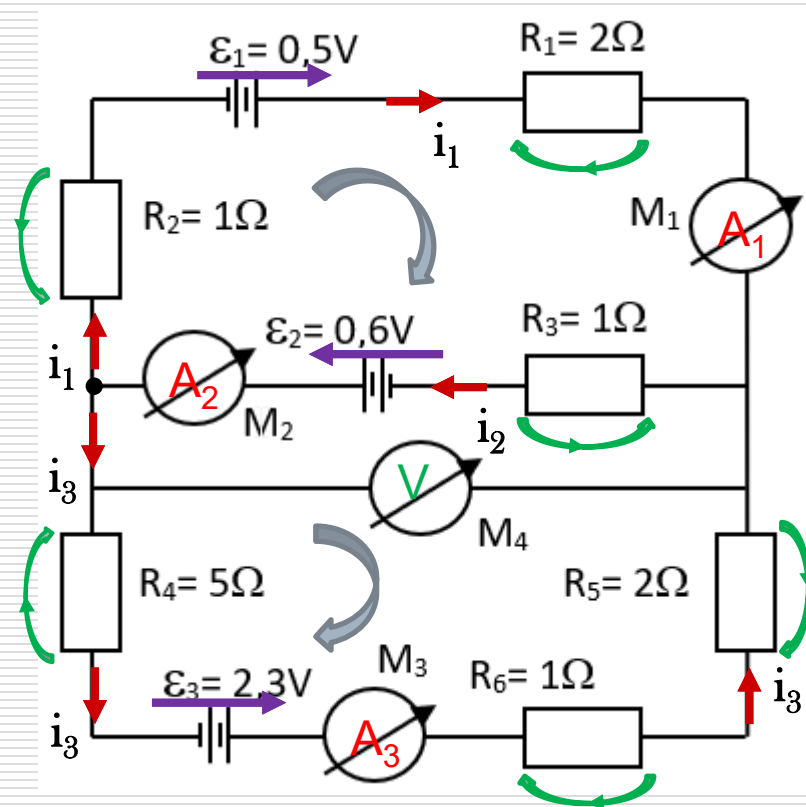 ε₁= 0,5V
R₁= 2Ω
i₁
R₂= 1Ω
M₁
A₁
ε₂= 0,6V
R₃= 1Ω
i₁
A₂
M₂
i₂
i₃
V
M₄
R₄= 5Ω
R₅= 2Ω
M₃
ε₃= 2,3V
R₆= 1Ω
i₃
i₃
A₃